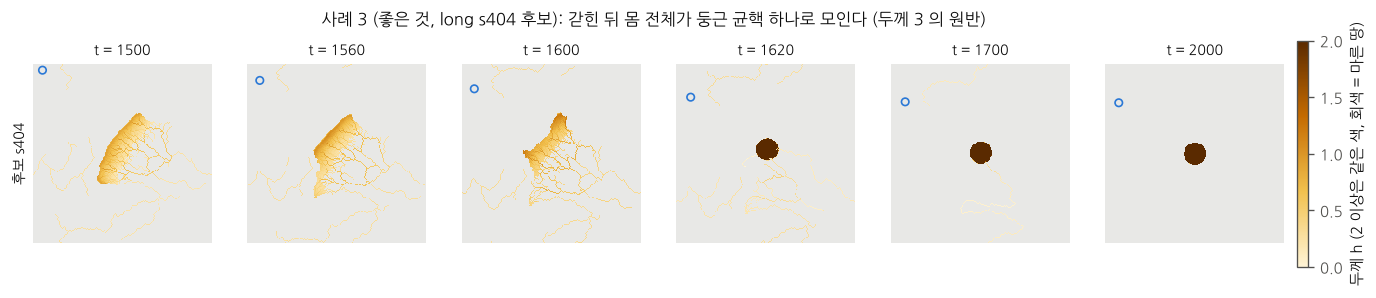 사례 3 (좋은 것, long s404 후보): 갇힌 뒤 몸 전체가 둥근 균핵 하나로 모인다 (두께 3 의 원반)
t = 1500
t = 1560
t = 1600
t = 1620
t = 1700
t = 2000
후보 s404
2.0
1.5
1.0
0.5
0.0
두께 h (2 이상은 같은 색, 회색 = 마른 땅)